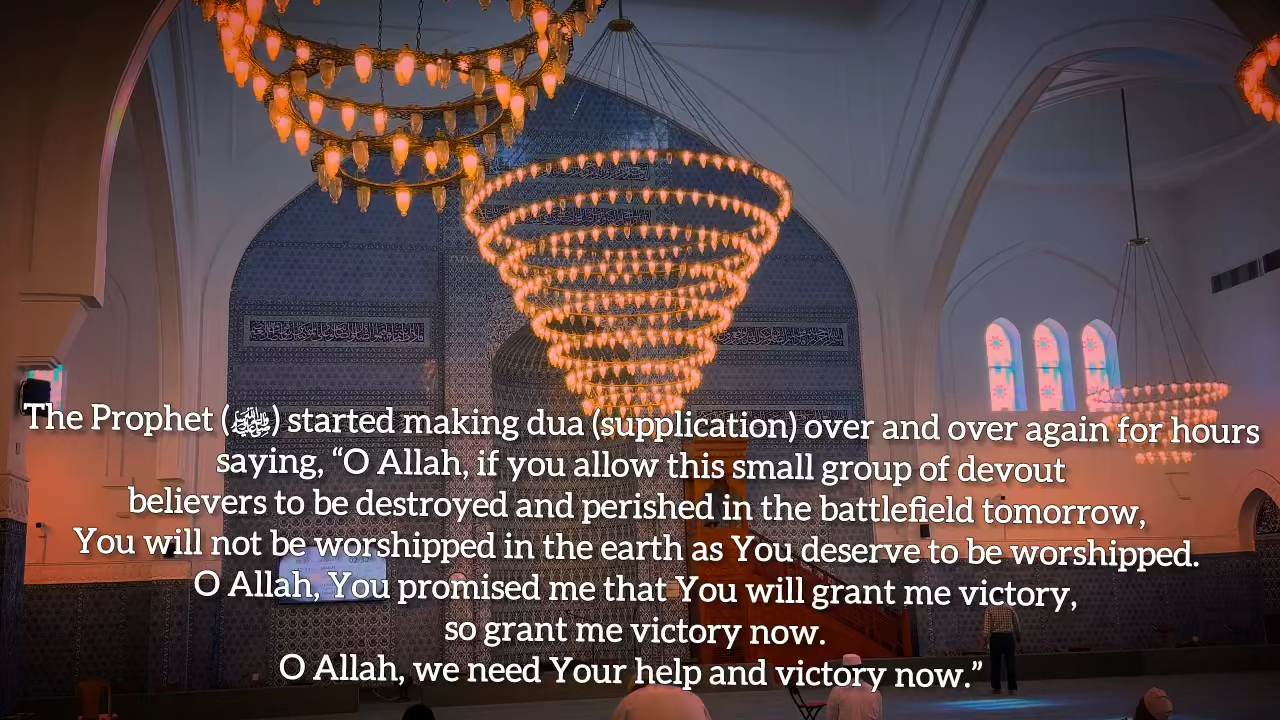 The Prophet (ﷺ) started making dua (supplication) over and over again for hours
saying, “O Allah, if you allow this small group of devout
believers to be destroyed and perished in the battlefield tomorrow,
You will not be worshipped in the earth as You deserve to be worshipped.
O Allah, You promised me that You will grant me victory,
so grant me victory now.
O Allah, we need Your help and victory now.”